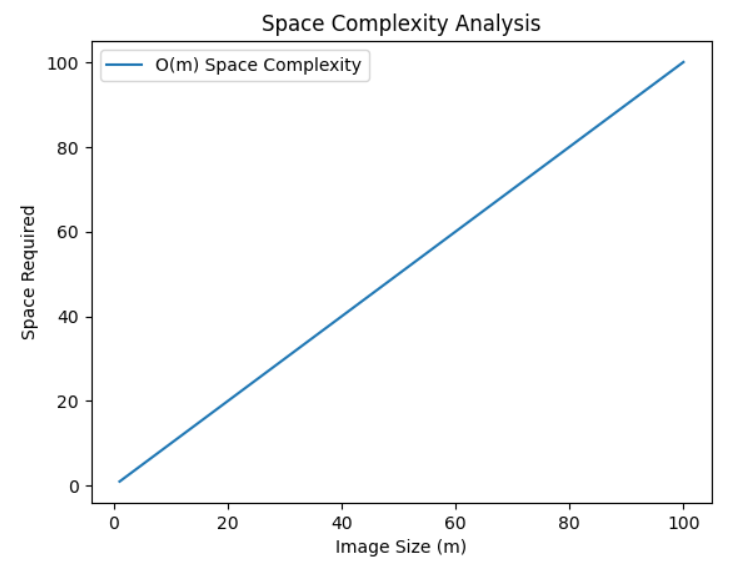 Space Complexity Analysis
O(m) Space Complexity
100
80
60
40
20
0
Space Required
0 20 40 60 80 100
Image Size (m)